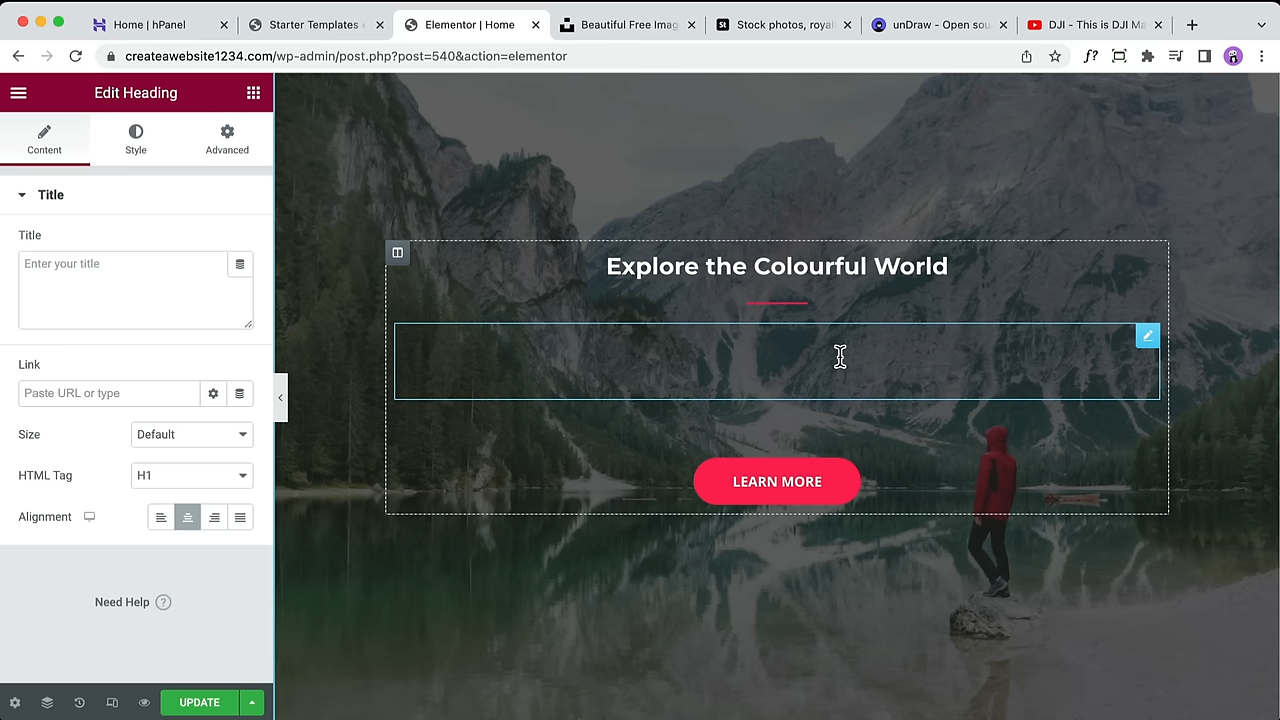 Home | hPanel
Starter Templates
Elementor | Home
Beautiful Free Imag
Stock photos, royal
unDraw - Open sou
DJI - This is DJI Ma
createawebsite1234.com/wp-admin/post.php?post=540&action=elementor
f?
Edit Heading
Content
Style
Advanced
Title
Title
Enter your title
Link
Paste URL or type
Size
Default
HTML Tag
H1
Alignment
Need Help ?
UPDATE
Explore the Colourful World
LEARN MORE